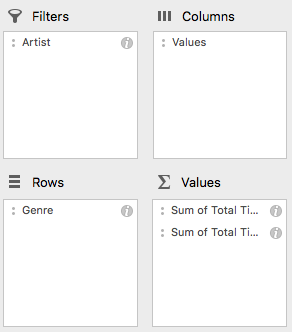 Filters
Columns
Artist
Values
Rows
Values
Genre
Sum of Total Ti...
Sum of Total Ti...